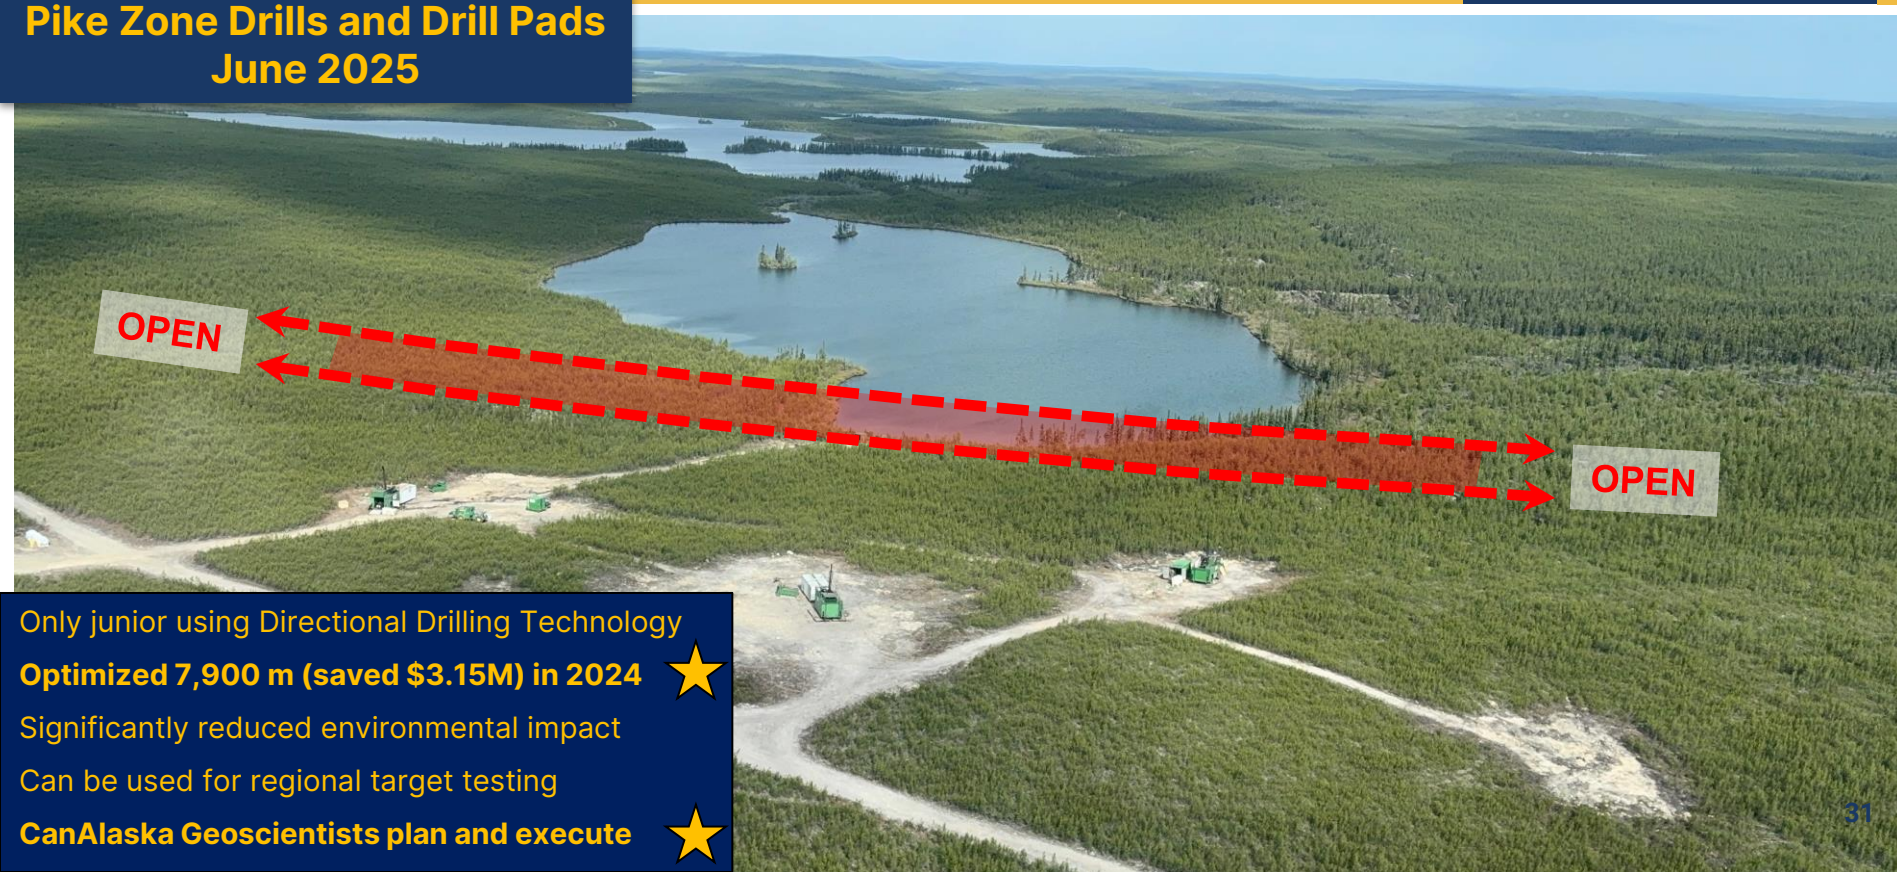 Pike Zone Drills and Drill Pads
June 2025
OPEN
OPEN
Only junior using Directional Drilling Technology
Optimized 7,900 m (saved $3.15M) in 2024
Significantly reduced environmental impact
Can be used for regional target testing
CanAlaska Geoscientists plan and execute
31